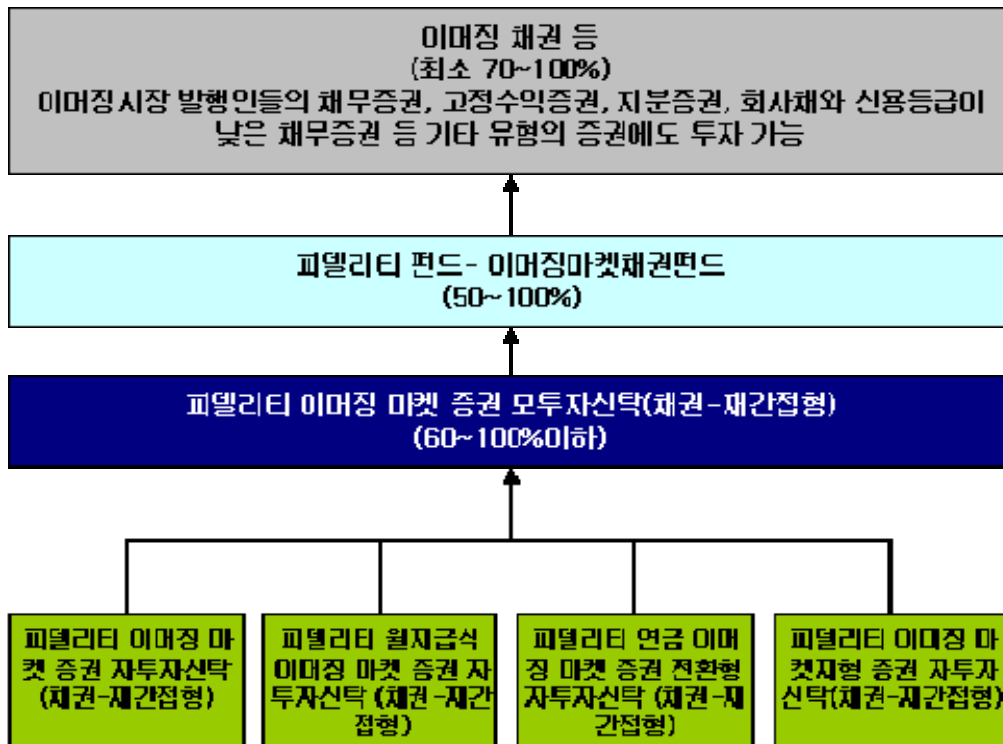 이머징 채권 등
(최소 70~100%)
이머징시장 발행인들의 채무증권, 고정수익증권, 지분증권, 회사채와 신용등급이
낮은 채무증권 등 기타 유형의 증권에도 투자 가능
피델리티 펀드- 이머징마켓채권펀드
(50~100%)
피델리티 이머징 마켓 증권 모투자신탁(채권-재간접형)
(60~100%이하)
피델리티 이머징 마
켓 증권 자투자신탁
(채권-재간접형)
피델리티 월지급식
이머징 마켓 증권 자
투자신탁 (채권-재간
접형)
피델리티 연금 이머
징 마켓 증권 전환형
자투자신탁 (채권-재
간접형)
피델리티 이머징 마
증권 자투자
신탁(채권-재간접형)